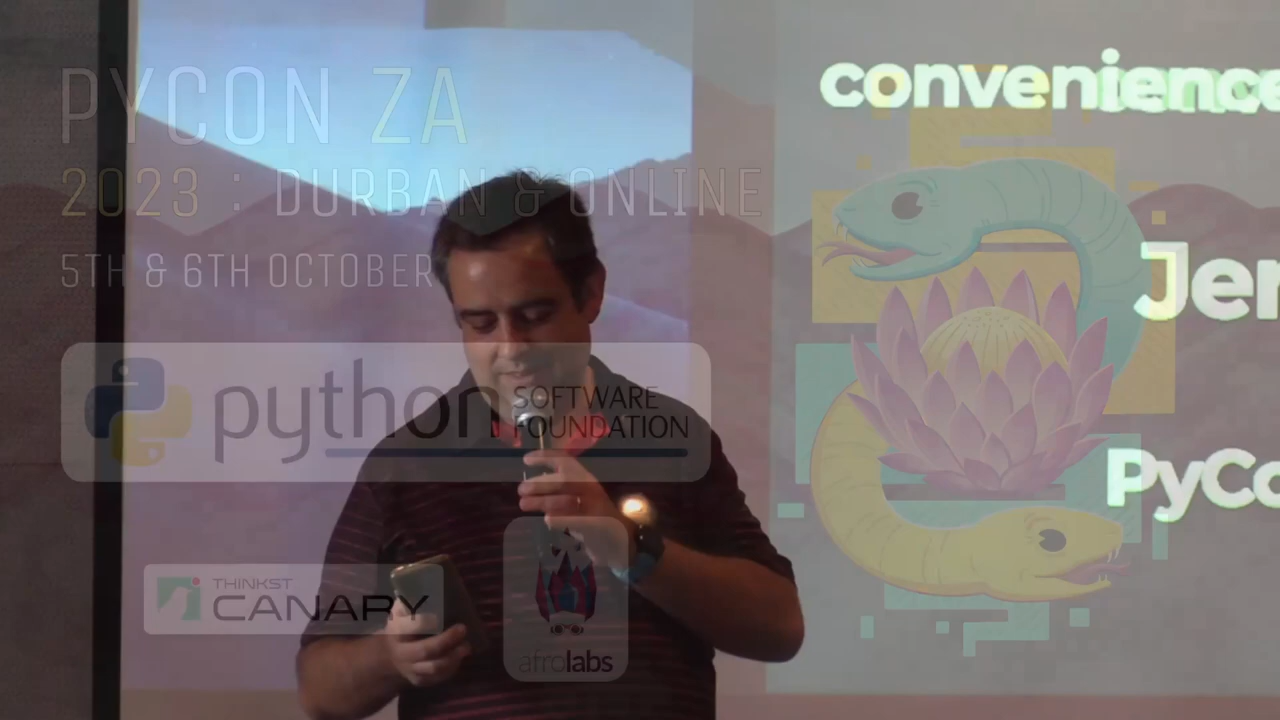 PYCON ZA
2023 : DURBAN & ONLINE
5TH & 6TH OCTOBER
python
SOFTWARE
FOUNDATION
THINKST
CANARY
afrolabs
convenience
Jer
PyCo